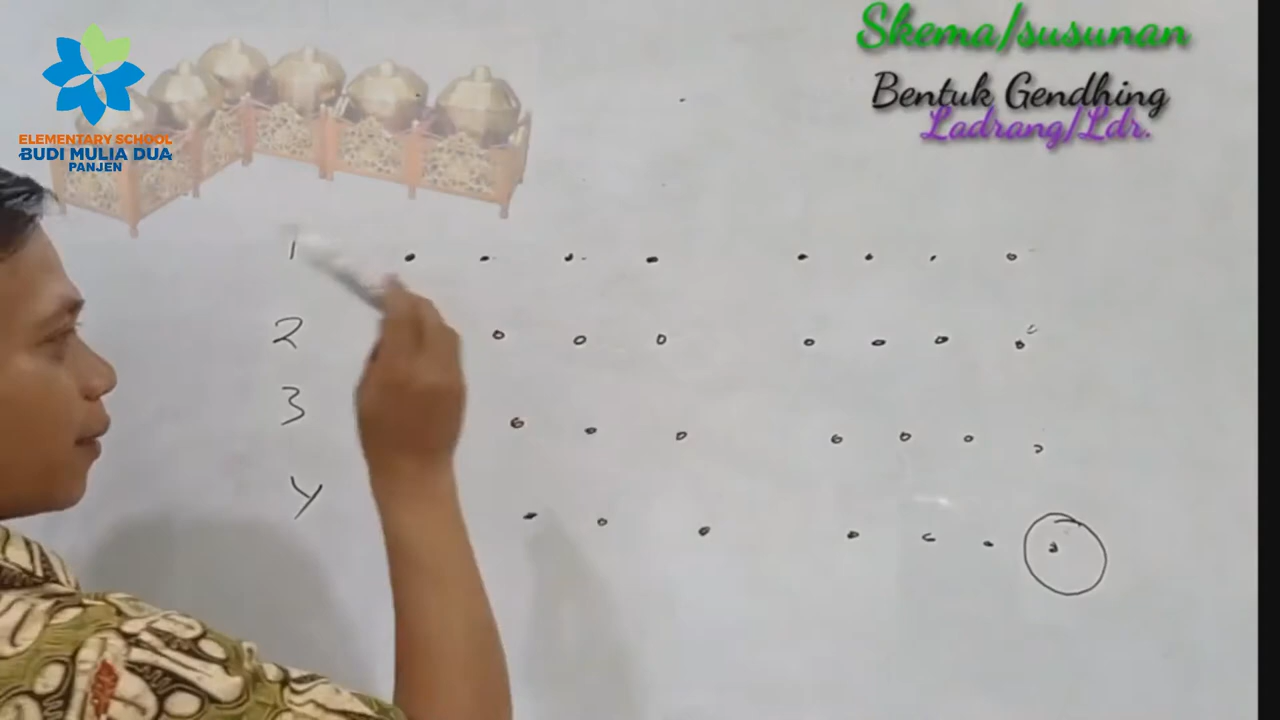 Skema/susunan
Bentuk Gendhing
Ladrang/Ldr.
ELEMENTARY SCHOOL
BUDI MULIA DUA
PANJEN
1
2
3
4